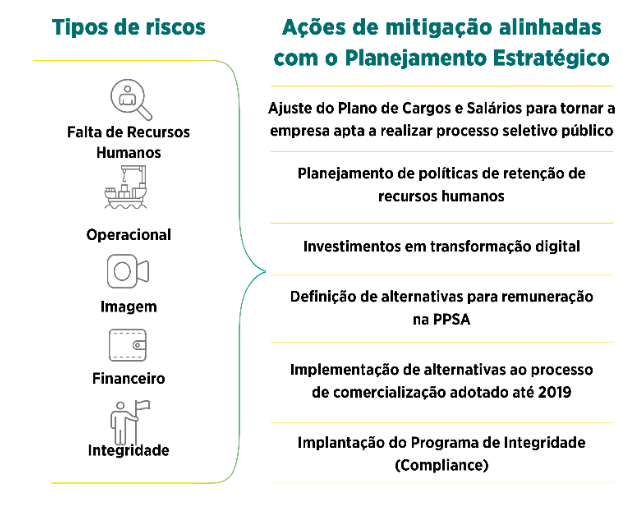 Tipos de riscos
Falta de Recursos
Humanos
Operacional
Imagem
Financeiro
Integridade
Ações de mitigação alinhadas
com o Planejamento Estratégico
Ajuste do Plano de Cargos e Salários para tornar a
empresa apta a realizar processo seletivo público
Planejamento de políticas de retenção de
recursos humanos
Investimentos em transformação digital
Definição de alternativas para remuneração
na PPSA
Implementação de alternativas ao processo
de comercialização adotado até 2019
Implantação do Programa de Integridade
(Compliance)